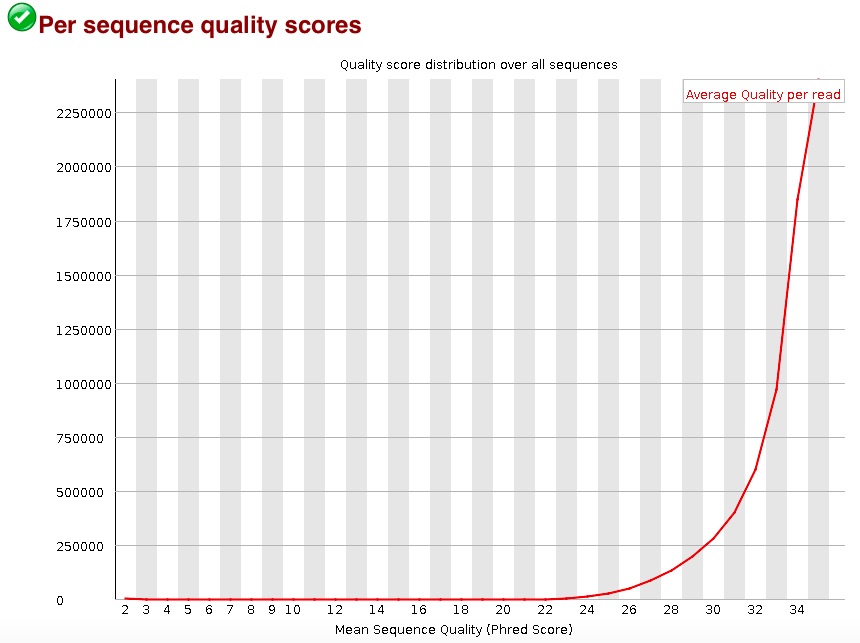 Per sequence quality scores
Quality score distribution over all sequences
Average Quality per read
2250000
2000000
1750000
1500000
1250000
1000000
750000
500000
250000
0
2 3 4 5 6 7 8 9 10 12 14 16 18 20 22 24 26 28 30 32 34
Mean Sequence Quality (Phred Score)